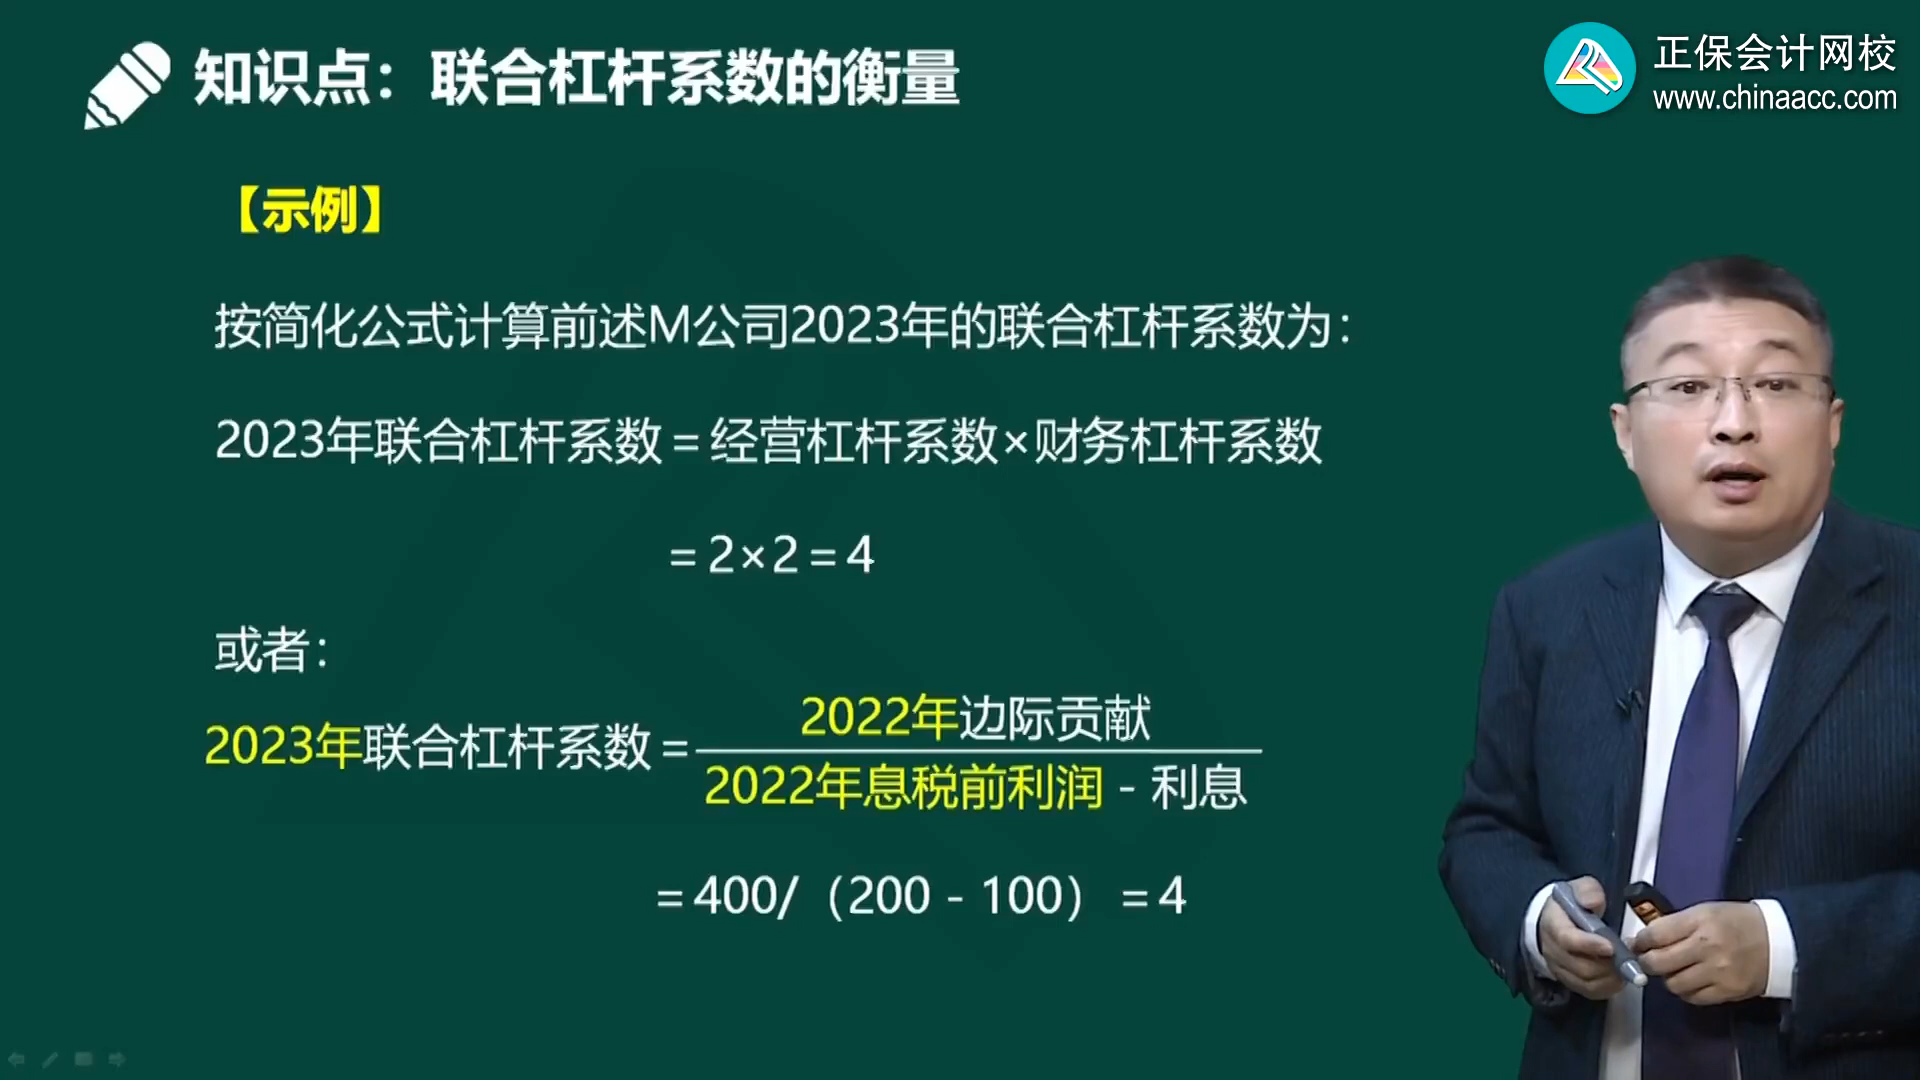 知识点：联合杠杆系数的衡量
正保会计网校
www.chinaacc.com
【示例】
按简化公式计算前述M公司2023年的联合杠杆系数为：
2023年联合杠杆系数＝经营杠杆系数×财务杠杆系数
＝2×2＝4
或者：
2023年联合杠杆系数＝
2022年边际贡献
2022年息税前利润 - 利息
＝400/（200 - 100）＝4